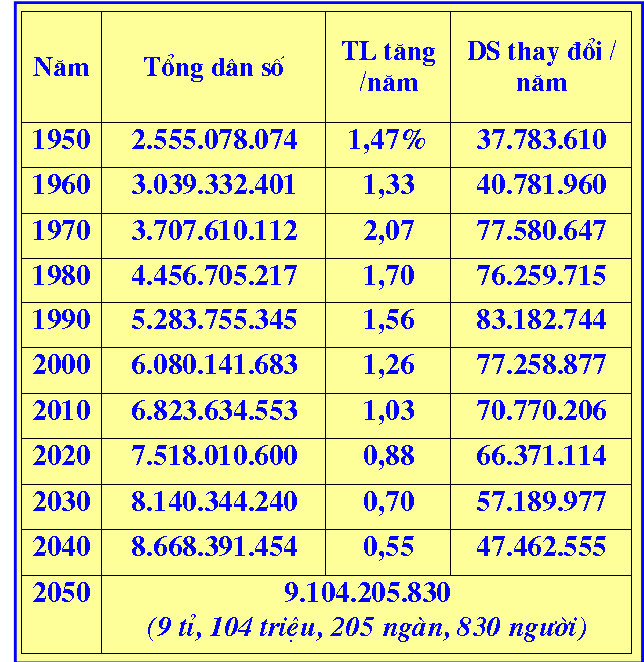 Năm Tổng dân số TL tăng /năm DS thay đổi / năm
1950 2.555.078.074 1,47% 37.783.610
1960 3.039.332.401 1,33 40.781.960
1970 3.707.610.112 2,07 77.580.647
1980 4.456.705.217 1,70 76.259.715
1990 5.283.755.345 1,56 83.182.744
2000 6.080.141.683 1,26 77.258.877
2010 6.823.634.553 1,03 70.770.206
2020 7.518.010.600 0,88 66.371.114
2030 8.140.344.240 0,70 57.189.977
2040 8.668.391.454 0,55 47.462.555
2050 9.104.205.830
(9 tỉ, 104 triệu, 205 ngàn, 830 người)